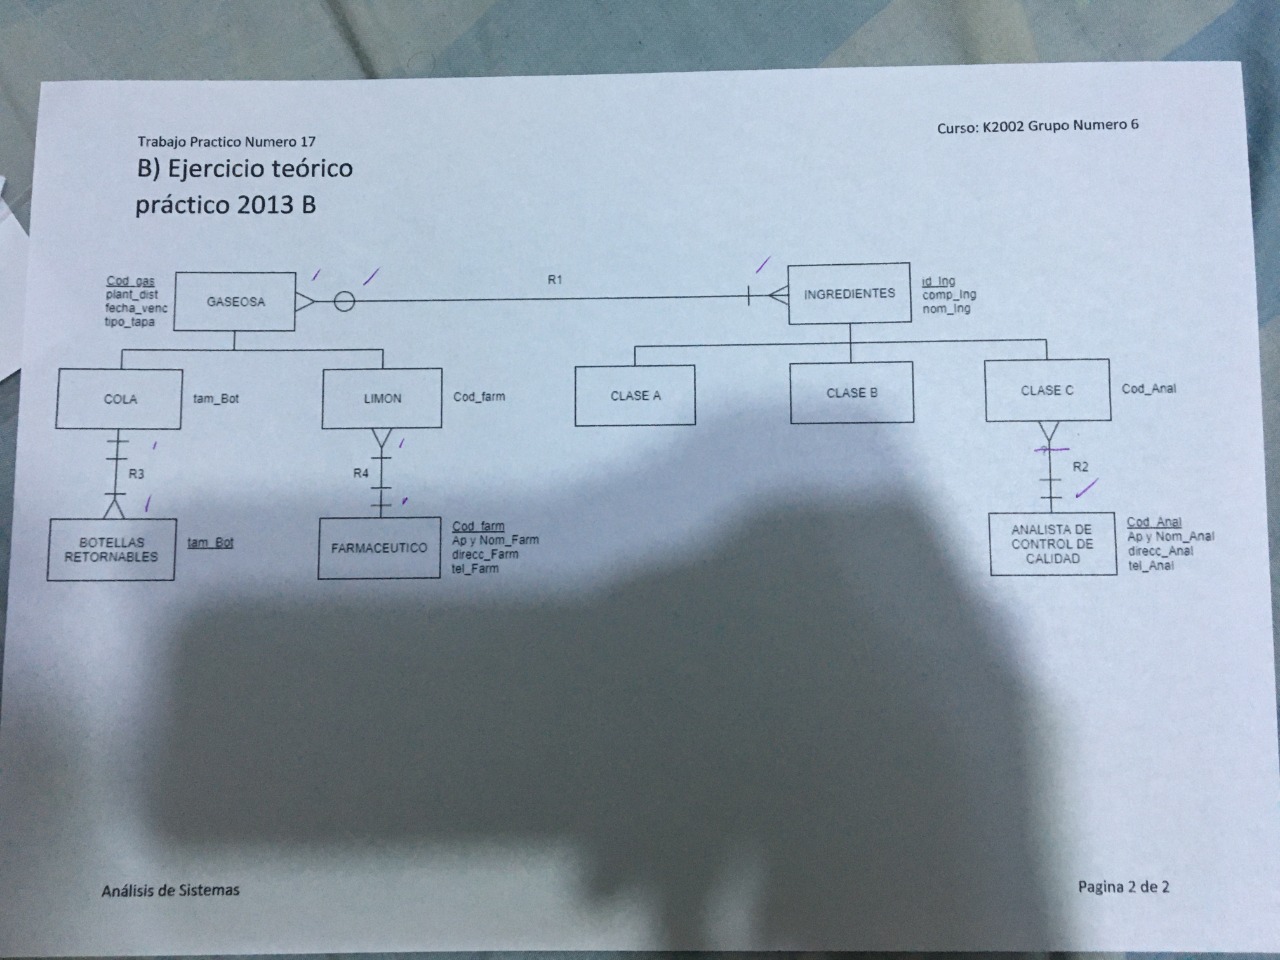 Trabajo Practico Numero 17
Curso: K2002 Grupo Numero 6
B) Ejercicio teórico
práctico 2013 B
Cod_gas
plant_dist
fecha_venc
tipo_tapa
GASEOSA
R1
INGREDIENTES
id_Ing
comp_Ing
nom_Ing
COLA
tam_Bot
LIMON
Cod_farm
CLASE A
CLASE B
CLASE C
Cod_Anal
R3
R4
R2
BOTELLAS
RETORNABLES
tam_Bot
FARMACEUTICO
Cod_farm
Ap y Nom_Farm
direcc_Farm
tel_Farm
ANALISTA DE
CONTROL DE
CALIDAD
Cod_Anal
Ap y Nom_Anal
direcc_Anal
tel_Anal
Análisis de Sistemas
Pagina 2 de 2